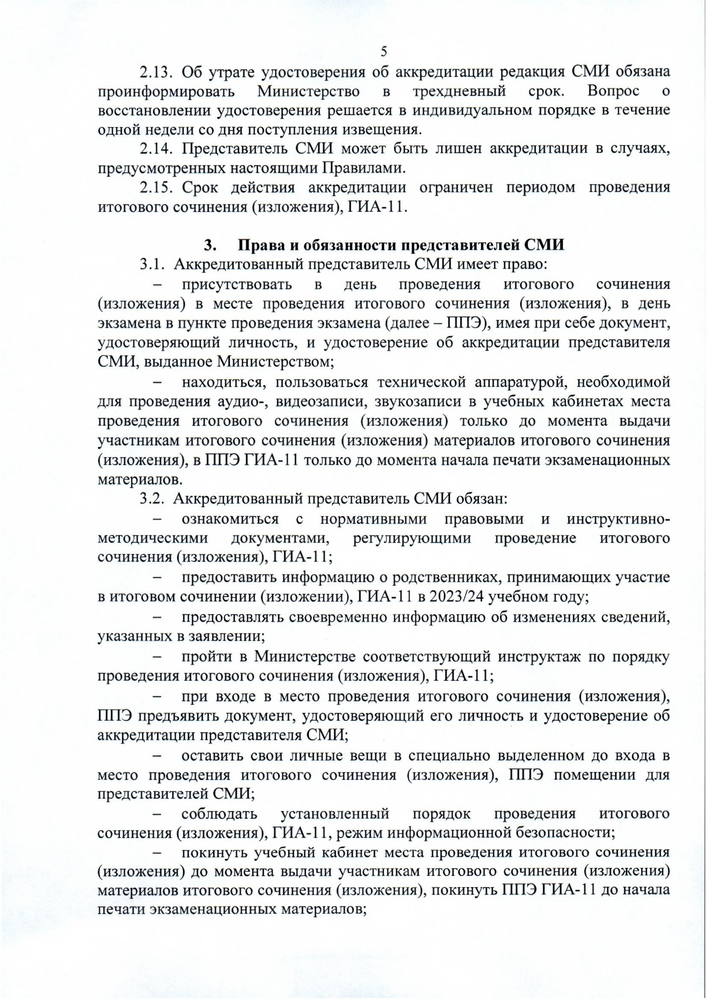 5
2.13. Об утрате удостоверения об аккредитации редакция СМИ обязана
проинформировать Министерство в трехдневный срок. Вопрос о
восстановлении удостоверения решается в индивидуальном порядке в течение
одной недели со дня поступления извещения.
2.14. Представитель СМИ может быть лишен аккредитации в случаях,
предусмотренных настоящими Правилами.
2.15. Срок действия аккредитации ограничен периодом проведения
итогового сочинения (изложения), ГИА-11.
3. Права и обязанности представителей СМИ
3.1. Аккредитованный представитель СМИ имеет право:
– присутствовать в день проведения итогового сочинения
(изложения) в месте проведения итогового сочинения (изложения), в день
экзамена в пункте проведения экзамена (далее – ППЭ), имея при себе документ,
удостоверяющий личность, и удостоверение об аккредитации представителя
СМИ, выданное Министерством;
– находиться, пользоваться технической аппаратурой, необходимой
для проведения аудио-, видеозаписи, звукозаписи в учебных кабинетах места
проведения итогового сочинения (изложения) только до момента выдачи
участникам итогового сочинения (изложения) материалов итогового сочинения
(изложения), в ППЭ ГИА-11 только до момента начала печати экзаменационных
материалов.
3.2. Аккредитованный представитель СМИ обязан:
– ознакомиться с нормативными правовыми и инструктивно-
методическими документами, регулирующими проведение итогового
сочинения (изложения), ГИА-11;
– предоставить информацию о родственниках, принимающих участие
в итоговом сочинении (изложении), ГИА-11 в 2023/24 учебном году;
– предоставлять своевременно информацию об изменениях сведений,
указанных в заявлении;
– пройти в Министерстве соответствующий инструктаж по порядку
проведения итогового сочинения (изложения), ГИА-11;
– при входе в место проведения итогового сочинения (изложения),
ППЭ предъявить документ, удостоверяющий его личность и удостоверение об
аккредитации представителя СМИ;
– оставить свои личные вещи в специально выделенном до входа в
место проведения итогового сочинения (изложения), ППЭ помещении для
представителей СМИ;
– соблюдать установленный порядок проведения итогового
сочинения (изложения), ГИА-11, режим информационной безопасности;
– покинуть учебный кабинет места проведения итогового сочинения
(изложения) до момента выдачи участникам итогового сочинения (изложения)
материалов итогового сочинения (изложения), покинуть ППЭ ГИА-11 до начала
печати экзаменационных материалов;